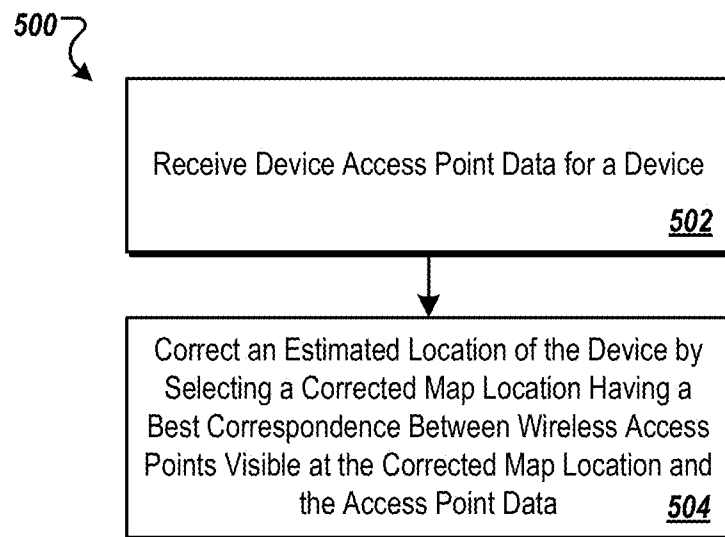 500
Receive Device Access Point Data for a Device
502
Correct an Estimated Location of the Device by
Selecting a Corrected Map Location Having a
Best Correspondence Between Wireless Access
Points Visible at the Corrected Map Location and
the Access Point Data
504